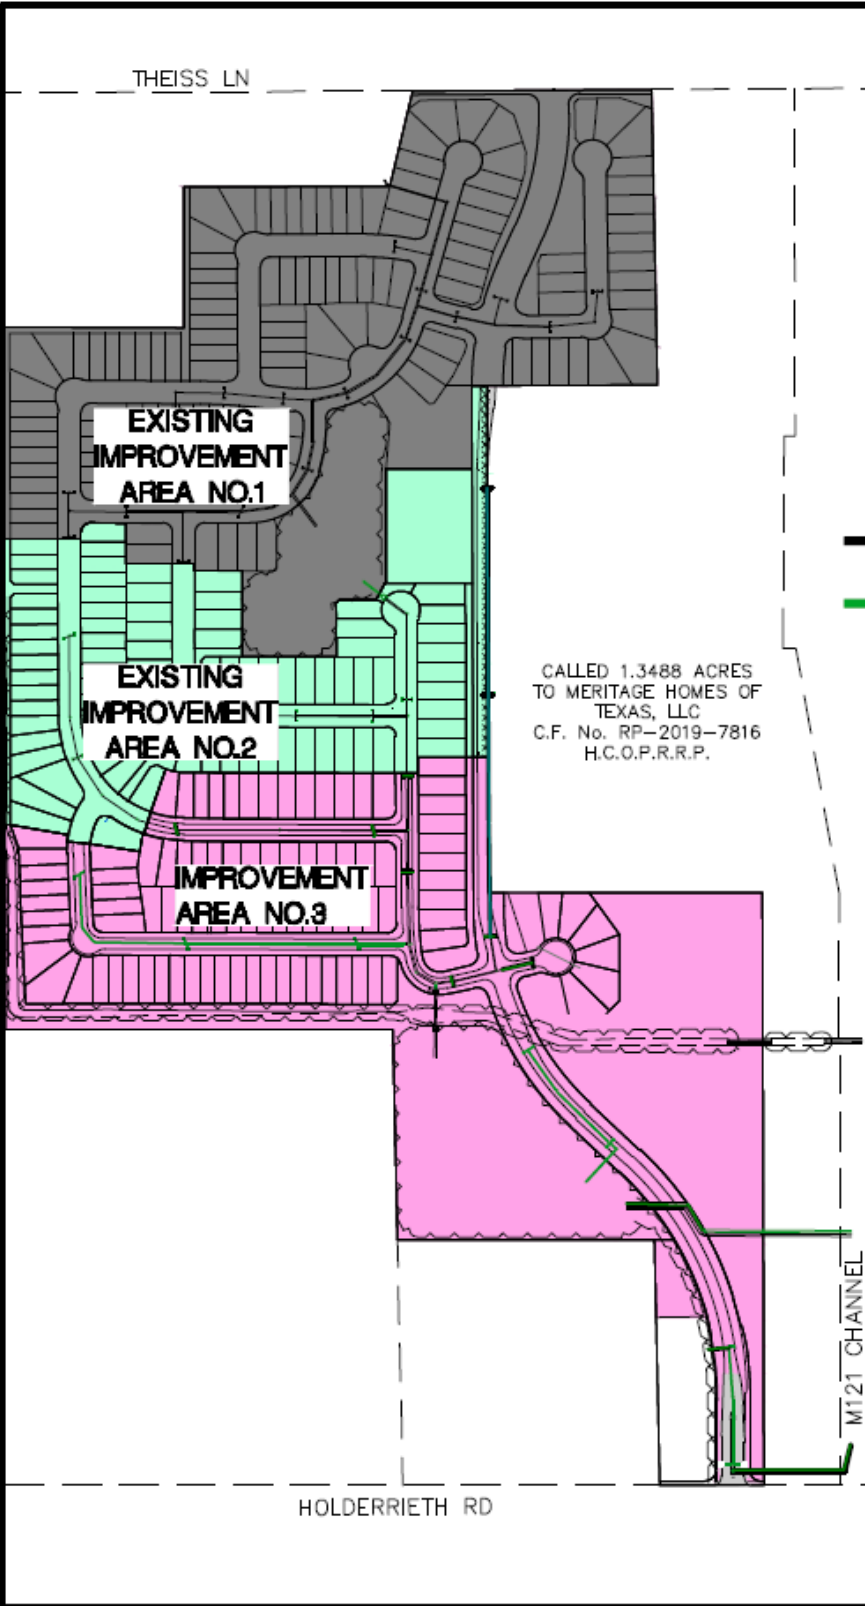 THEISS LN
EXISTING
IMPROVEMENT
AREA NO.1
EXISTING
IMPROVEMENT
AREA NO.2
CALLED 1.3488 ACRES
TO MERITAGE HOMES OF
TEXAS, LLC
C.F. No. RP-2019-7816
H.C.O.P.R.R.P.
IMPROVEMENT
AREA NO.3
M121 CHANNEL
HOLDERRIETH RD